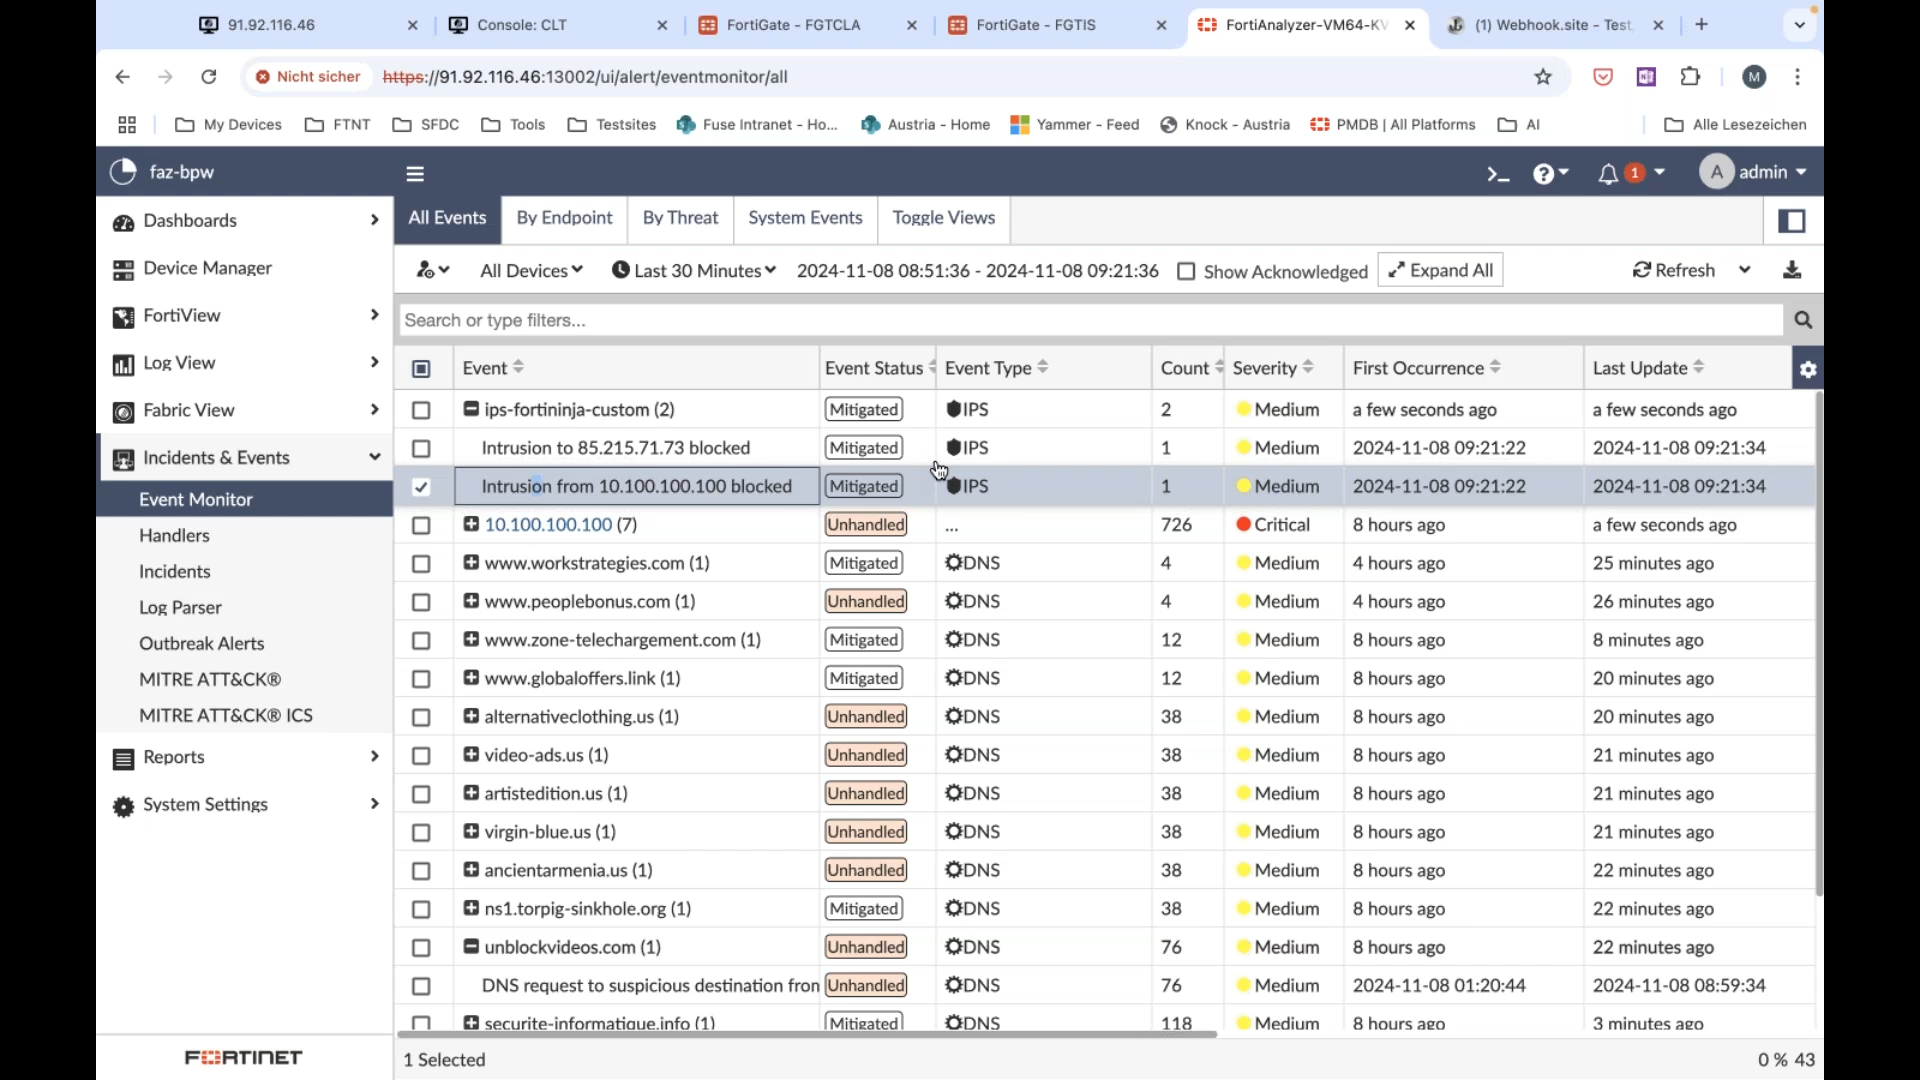 91.92.116.46
Console: CLT
FortiGate - FGTCLA
FortiGate - FGTIS
FortiAnalyzer-VM64-KV
(1) Webhook.site - Test,
Nicht sicher
https://91.92.116.46:13002/ui/alert/eventmonitor/all
M
My Devices
FTNT
SFDC
Tools
Testsites
Fuse Intranet - Ho...
Austria - Home
Yammer - Feed
Knock - Austria
PMDB | All Platforms
AI
Alle Lesezeichen
faz-bpw
1
A
admin
Dashboards
Device Manager
FortiView
Log View
Fabric View
Incidents & Events
Event Monitor
Handlers
Incidents
Log Parser
Outbreak Alerts
MITRE ATT&CK®
MITRE ATT&CK® ICS
Reports
System Settings
FORTINET
All Events
By Endpoint
By Threat
System Events
Toggle Views
All Devices
Last 30 Minutes
2024-11-08 08:51:36 - 2024-11-08 09:21:36
Show Acknowledged
Expand All
Refresh
Search or type filters...
Event Event Status Event Type Count Severity First Occurrence Last Update
ips-fortininja-custom (2) Mitigated IPS 2 Medium a few seconds ago a few seconds ago
Intrusion to 85.215.71.73 blocked Mitigated IPS 1 Medium 2024-11-08 09:21:22 2024-11-08 09:21:34
Intrusion from 10.100.100.100 blocked Mitigated IPS 1 Medium 2024-11-08 09:21:22 2024-11-08 09:21:34
10.100.100.100 (7) Unhandled ... 726 Critical 8 hours ago a few seconds ago
www.workstrategies.com (1) Mitigated DNS 4 Medium 4 hours ago 25 minutes ago
www.peoplebonus.com (1) Unhandled DNS 4 Medium 4 hours ago 26 minutes ago
www.zone-telechargement.com (1) Mitigated DNS 12 Medium 8 hours ago 8 minutes ago
www.globaloffers.link (1) Mitigated DNS 12 Medium 8 hours ago 20 minutes ago
alternativeclothing.us (1) Unhandled DNS 38 Medium 8 hours ago 20 minutes ago
video-ads.us (1) Unhandled DNS 38 Medium 8 hours ago 21 minutes ago
artistedition.us (1) Unhandled DNS 38 Medium 8 hours ago 21 minutes ago
virgin-blue.us (1) Unhandled DNS 38 Medium 8 hours ago 21 minutes ago
ancientarmenia.us (1) Unhandled DNS 38 Medium 8 hours ago 22 minutes ago
ns1.torpig-sinkhole.org (1) Mitigated DNS 38 Medium 8 hours ago 22 minutes ago
unblockvideos.com (1) Unhandled DNS 76 Medium 8 hours ago 22 minutes ago
DNS request to suspicious destination fron Unhandled DNS 76 Medium 2024-11-08 01:20:44 2024-11-08 08:59:34
securite-informatique.info (1) Mitigated DNS 118 Medium 8 hours ago 3 minutes ago
1 Selected
0 % 43